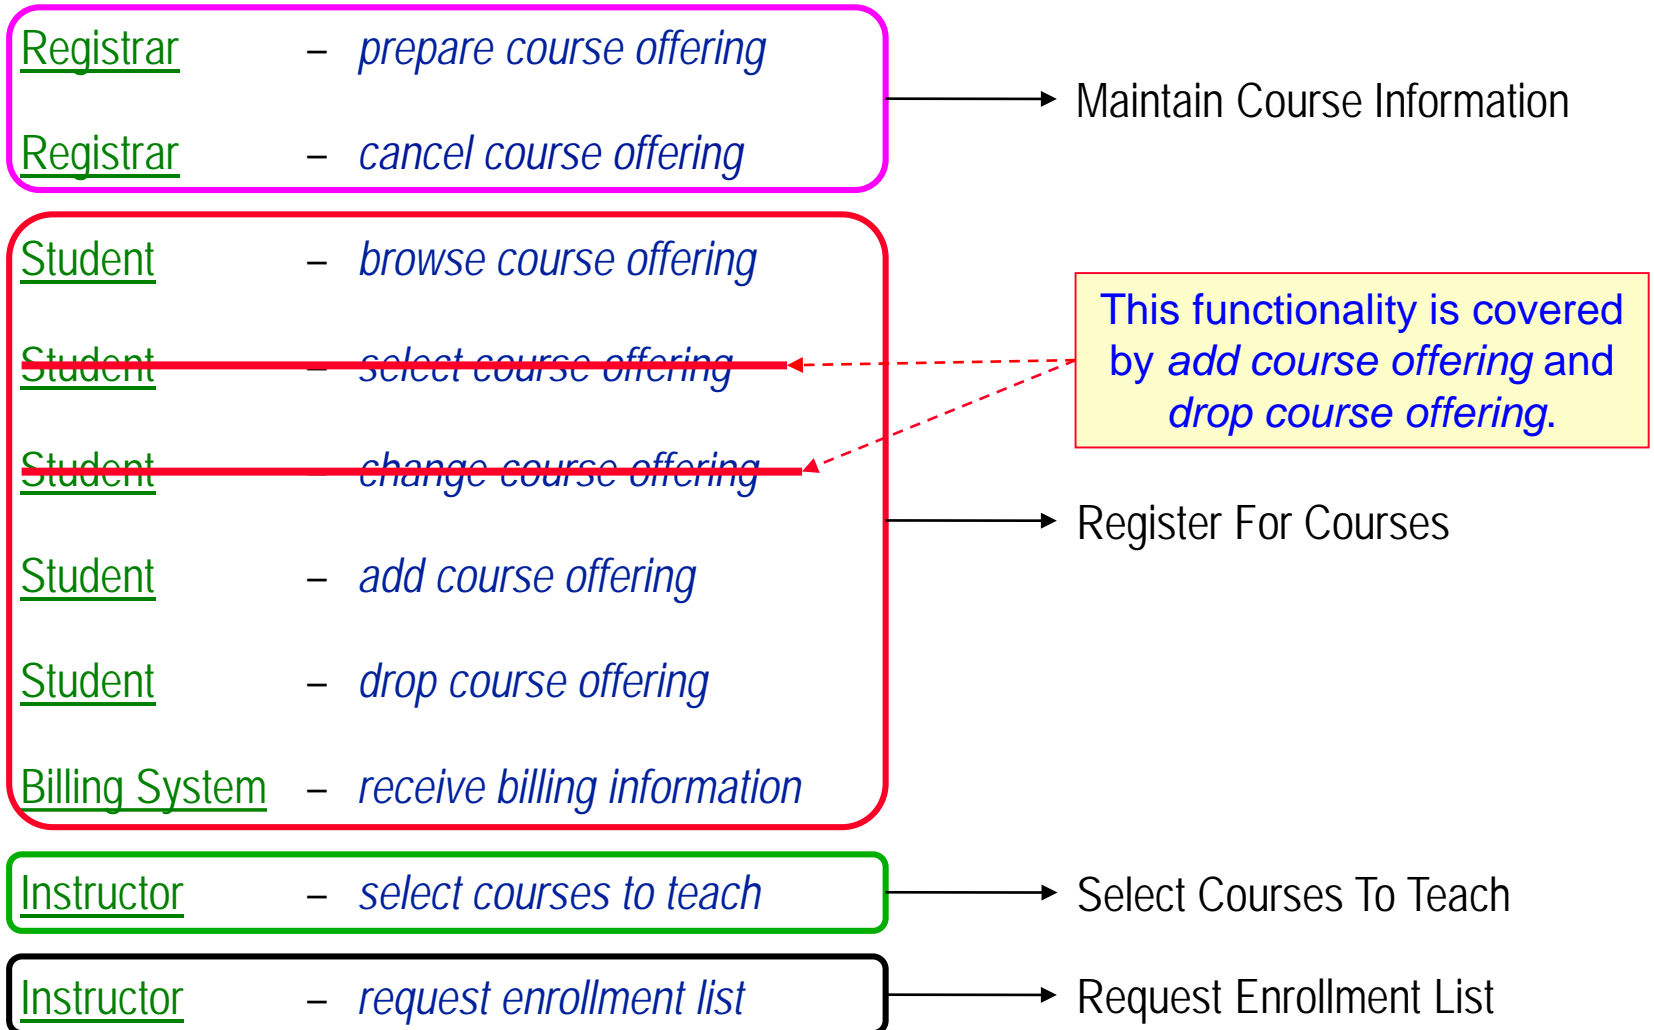 Registrar – prepare course offering
Maintain Course Information
Registrar – cancel course offering
Student – browse course offering
This functionality is covered
by add course offering and
drop course offering.
Student – select course offering
Student – change course offering
Register For Courses
Student – add course offering
Student – drop course offering
Billing System – receive billing information
Instructor – select courses to teach
Select Courses To Teach
Instructor – request enrollment list
Request Enrollment List